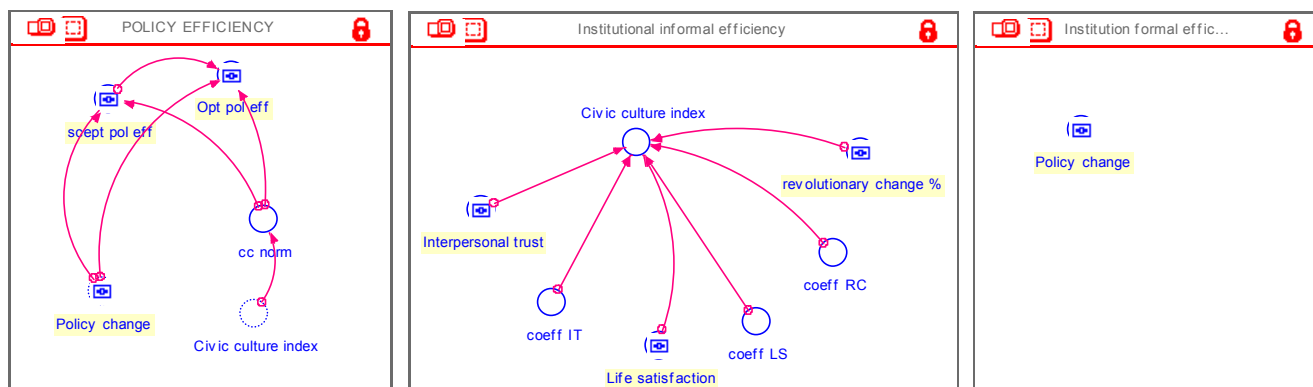 POLICY EFFICIENCY
Opt pol eff
scept pol eff
cc norm
Policy change
Civic culture index
Institutional informal efficiency
Civic culture index
revolutionary change %
Interpersonal trust
coeff RC
coeff IT
coeff LS
Life satisfaction
Institution formal effic...
Policy change